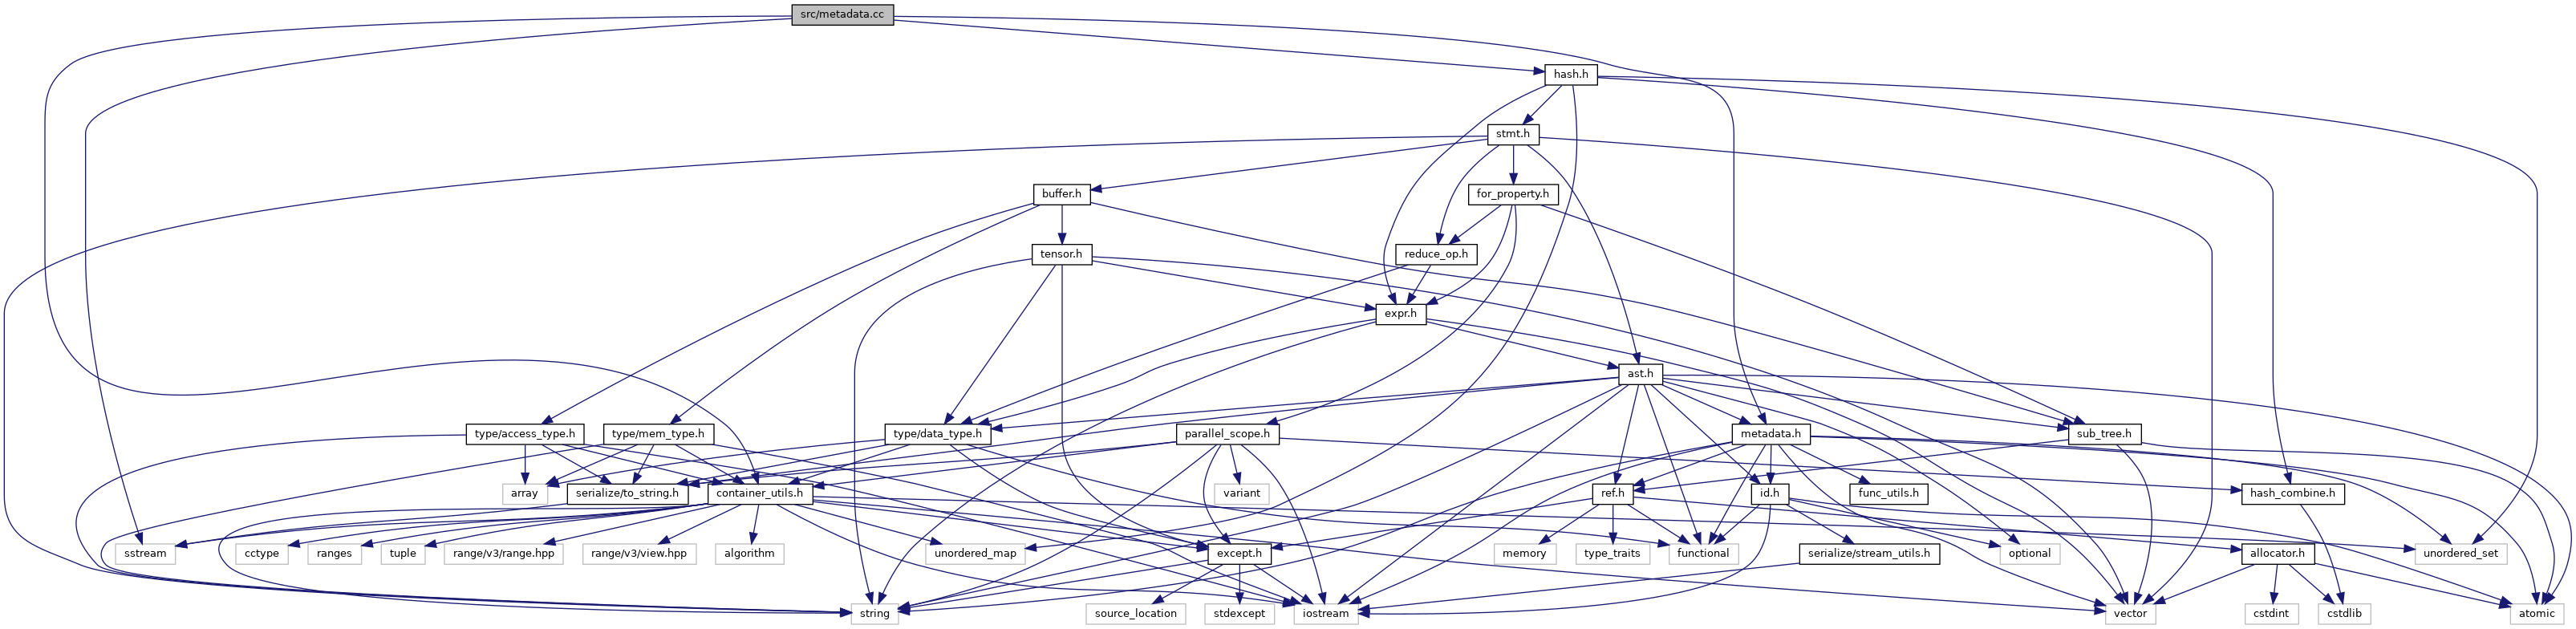 src/metadata.cc
hash.h
stmt.h
buffer.h
for_property.h
tensor.h
reduce_op.h
expr.h
ast.h
type/access_type.h
type/mem_type.h
type/data_type.h
parallel_scope.h
metadata.h
sub_tree.h
array
serialize/to_string.h
container_utils.h
variant
ref.h
id.h
func_utils.h
hash_combine.h
sstream
cctype
ranges
tuple
range/v3/range.hpp
range/v3/view.hpp
algorithm
unordered_map
except.h
memory
type_traits
functional
serialize/stream_utils.h
optional
allocator.h
unordered_set
string
source_location
stdexcept
iostream
vector
cstdint
cstdlib
atomic